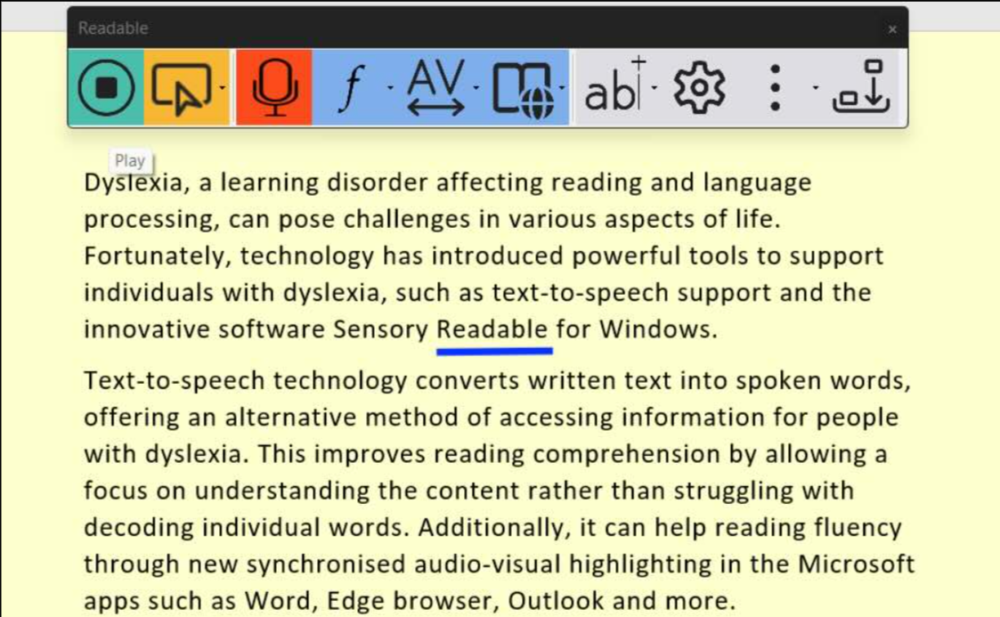 Readable
AV
ab
Play
Dyslexia, a learning disorder affecting reading and language
processing, can pose challenges in various aspects of life.
Fortunately, technology has introduced powerful tools to support
individuals with dyslexia, such as text-to-speech support and the
innovative software Sensory Readable for Windows.
Text-to-speech technology converts written text into spoken words,
offering an alternative method of accessing information for people
with dyslexia. This improves reading comprehension by allowing a
focus on understanding the content rather than struggling with
decoding individual words. Additionally, it can help reading fluency
through new synchronised audio-visual highlighting in the Microsoft
apps such as Word, Edge browser, Outlook and more.